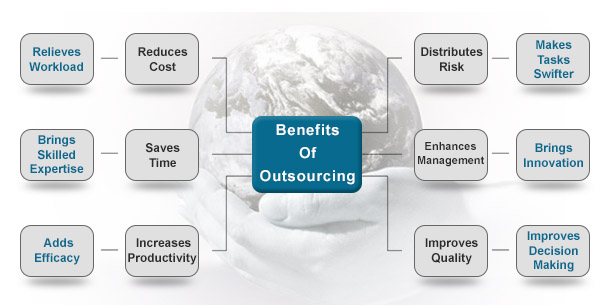 Relieves
Workload
Reduces
Cost
Distributes
Risk
Makes
Tasks
Swifter
Brings
Skilled
Expertise
Saves
Time
Benefits
Of
Outsourcing
Enhances
Management
Brings
Innovation
Adds
Efficacy
Increases
Productivity
Improves
Quality
Improves
Decision
Making